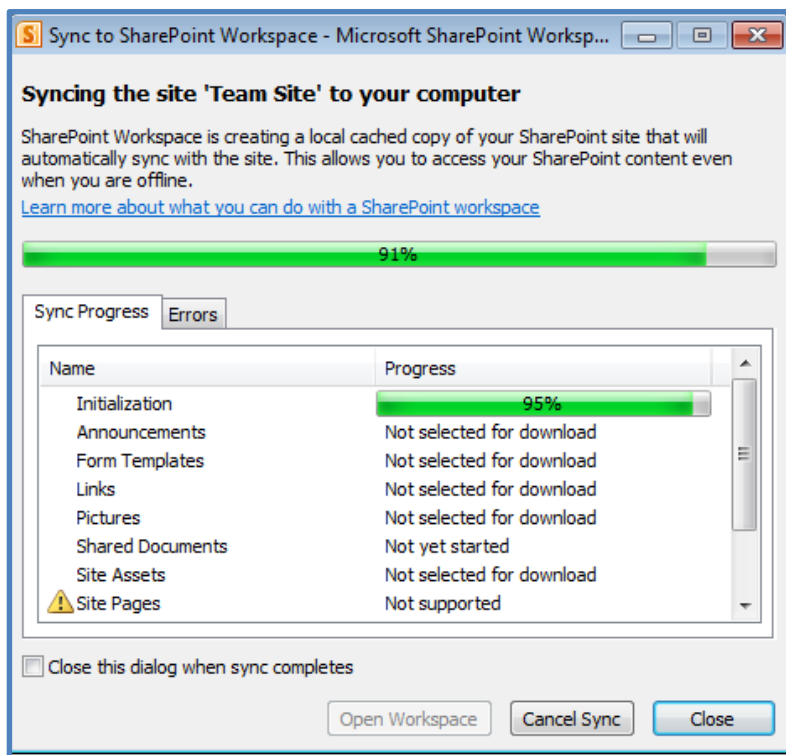 Sync to SharePoint Workspace - Microsoft SharePoint Worksp...
Syncing the site 'Team Site' to your computer
SharePoint Workspace is creating a local cached copy of your SharePoint site that will
automatically sync with the site. This allows you to access your SharePoint content even
when you are offline.
Learn more about what you can do with a SharePoint workspace
91%
Sync Progress Errors
Name Progress
Initialization 95%
Announcements Not selected for download
Form Templates Not selected for download
Links Not selected for download
Pictures Not selected for download
Shared Documents Not yet started
Site Assets Not selected for download
Site Pages Not supported
Close this dialog when sync completes
Open Workspace Cancel Sync Close